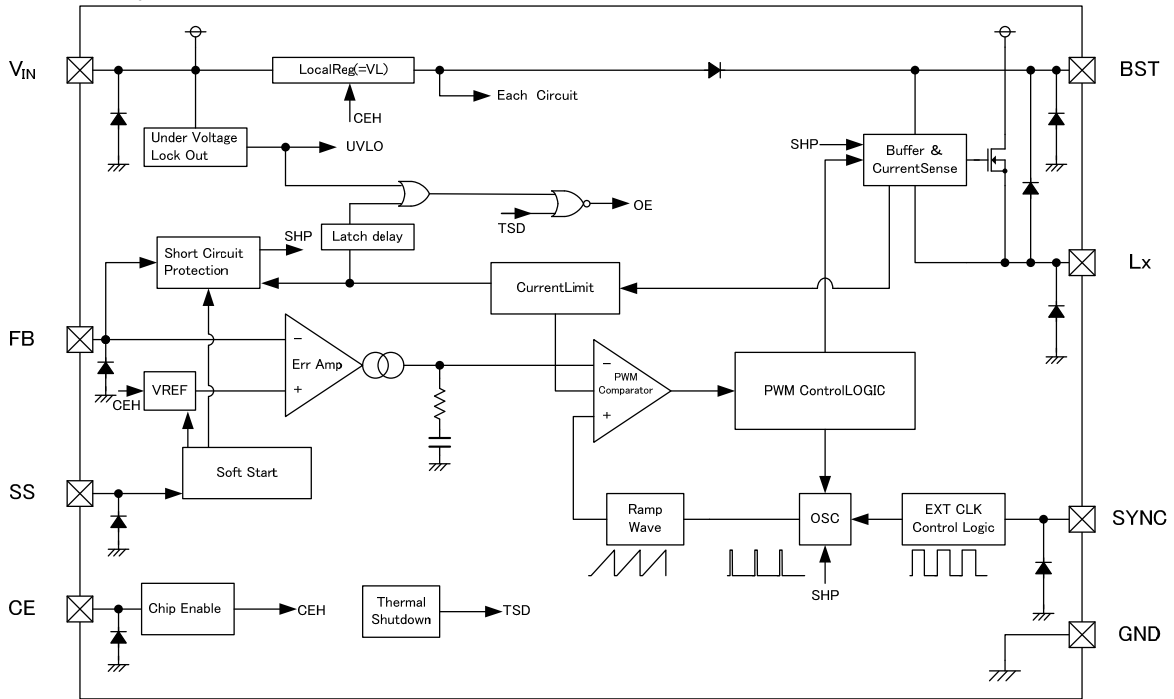 VIN
LocalReg(=VL)
BST
Each Circuit
CEH
Under Voltage
Lock Out
UVLO
SHP
Buffer &
CurrentSense
OE
TSD
SHP
Latch delay
Short Circuit
Protection
Lx
CurrentLimit
FB
−
Err Amp
+
−
PWM
Comparator
+
PWM ControlLOGIC
VREF
CEH
Soft Start
SS
Ramp
Wave
OSC
EXT CLK
Control Logic
SYNC
SHP
CE
Chip Enable
CEH
Thermal
Shutdown
TSD
GND